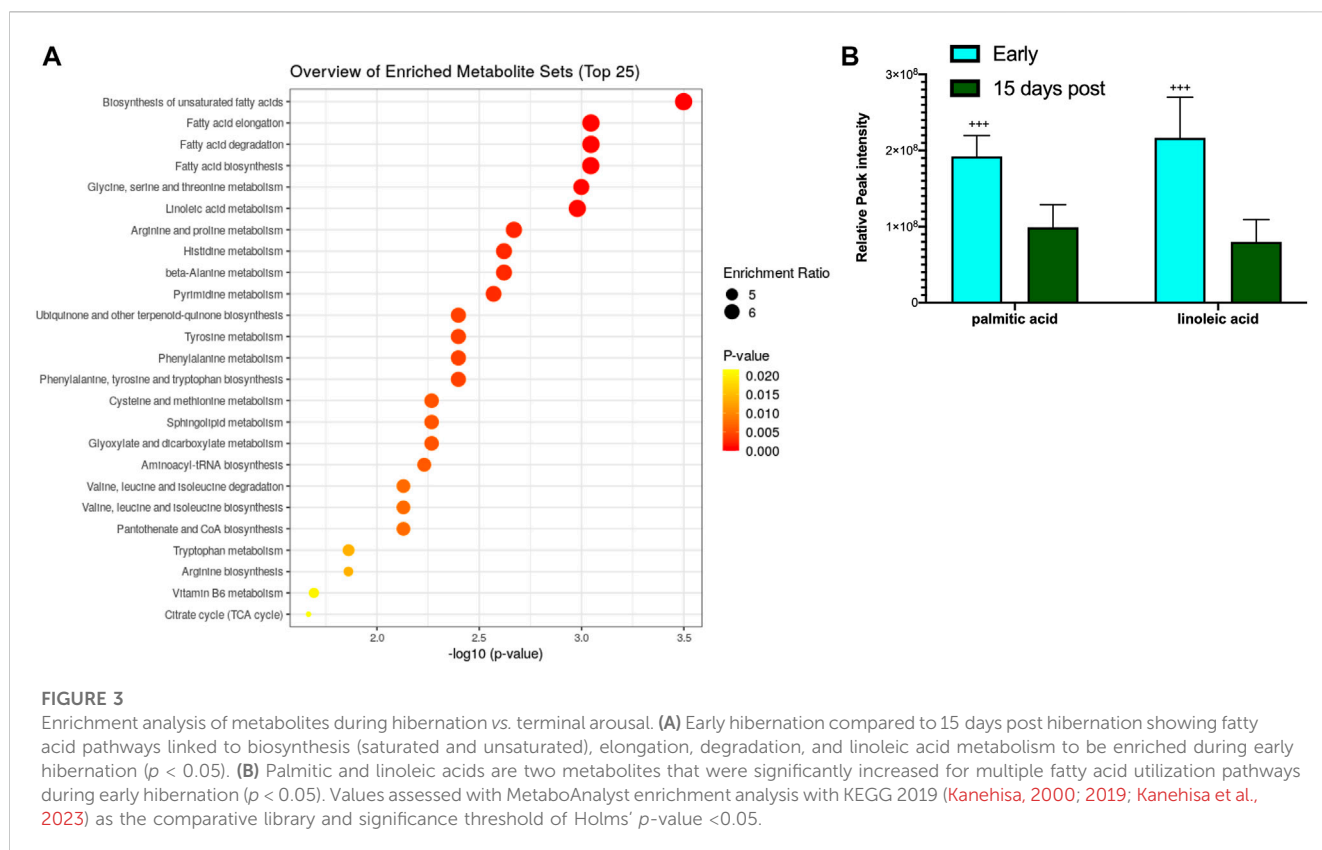 A
Overview of Enriched Metabolite Sets (Top 25)
Biosynthesis of unsaturated fatty acids
Fatty acid elongation
Fatty acid degradation
Fatty acid biosynthesis
Glycine, serine and threonine metabolism
Linoleic acid metabolism
Arginine and proline metabolism
Histidine metabolism
beta-Alanine metabolism
Pyrimidine metabolism
Ubiquinone and other terpenoid-quinone biosynthesis
Tyrosine metabolism
Phenylalanine metabolism
Phenylalanine, tyrosine and tryptophan biosynthesis
Cysteine and methionine metabolism
Sphingolipid metabolism
Glyoxylate and dicarboxylate metabolism
Aminoacyl-tRNA biosynthesis
Valine, leucine and isoleucine degradation
Valine, leucine and isoleucine biosynthesis
Pantothenate and CoA biosynthesis
Tryptophan metabolism
Arginine biosynthesis
Vitamin B6 metabolism
Citrate cycle (TCA cycle)
2.0 2.5 3.0 3.5
-log10 (p-value)
Enrichment Ratio
5
6
P-value
0.020
0.015
0.010
0.005
0.000
B
Early
15 days post
3×10⁸
2×10⁸
1×10⁸
0
Relative Peak intensity
+++ +++
palmitic acid linoleic acid
FIGURE 3
Enrichment analysis of metabolites during hibernation vs. terminal arousal. (A) Early hibernation compared to 15 days post hibernation showing fatty
acid pathways linked to biosynthesis (saturated and unsaturated), elongation, degradation, and linoleic acid metabolism to be enriched during early
hibernation (p < 0.05). (B) Palmitic and linoleic acids are two metabolites that were significantly increased for multiple fatty acid utilization pathways
during early hibernation (p < 0.05). Values assessed with MetaboAnalyst enrichment analysis with KEGG 2019 (Kanehisa, 2000; 2019; Kanehisa et al.,
2023) as the comparative library and significance threshold of Holms’ p-value <0.05.